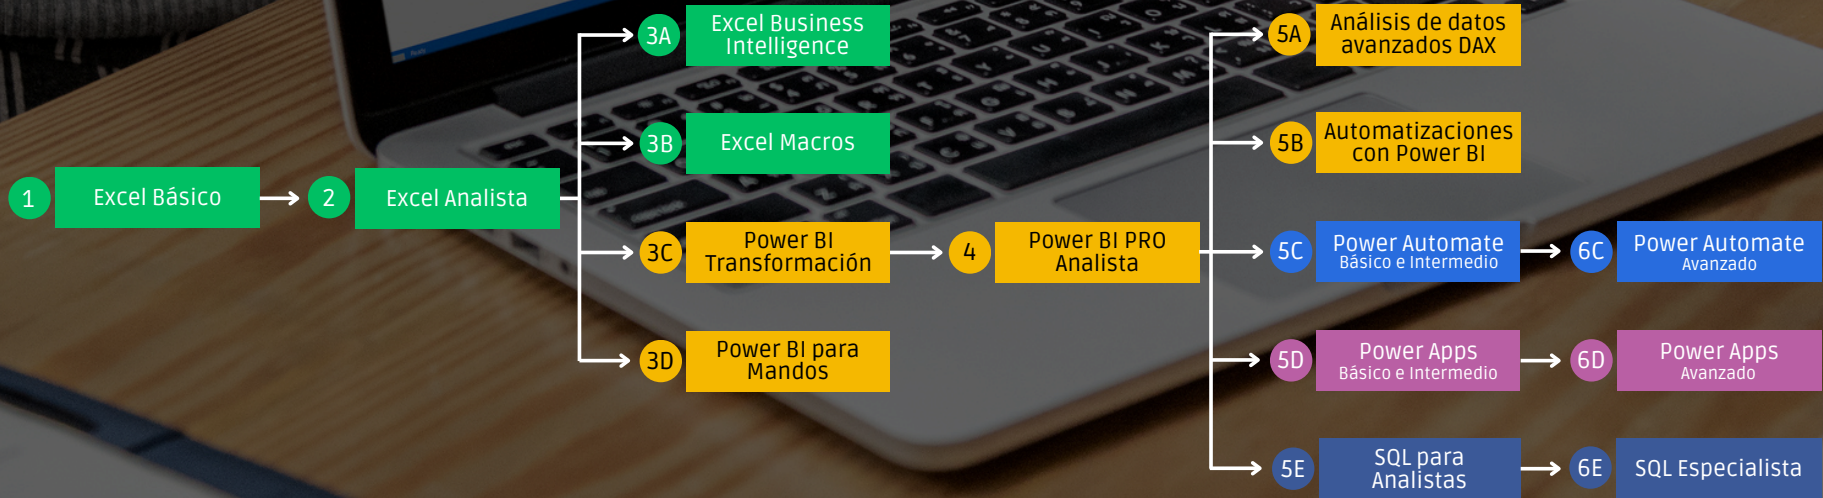 1
Excel Básico
2
Excel Analista
3A
Excel Business
Intelligence
3B
Excel Macros
3C
Power BI
Transformación
3D
Power BI para
Mandos
4
Power BI PRO
Analista
5A
Análisis de datos
avanzados DAX
5B
Automatizaciones
con Power BI
5C
Power Automate
Básico e Intermedio
6C
Power Automate
Avanzado
5D
Power Apps
Básico e Intermedio
6D
Power Apps
Avanzado
5E
SQL para
Analistas
6E
SQL Especialista